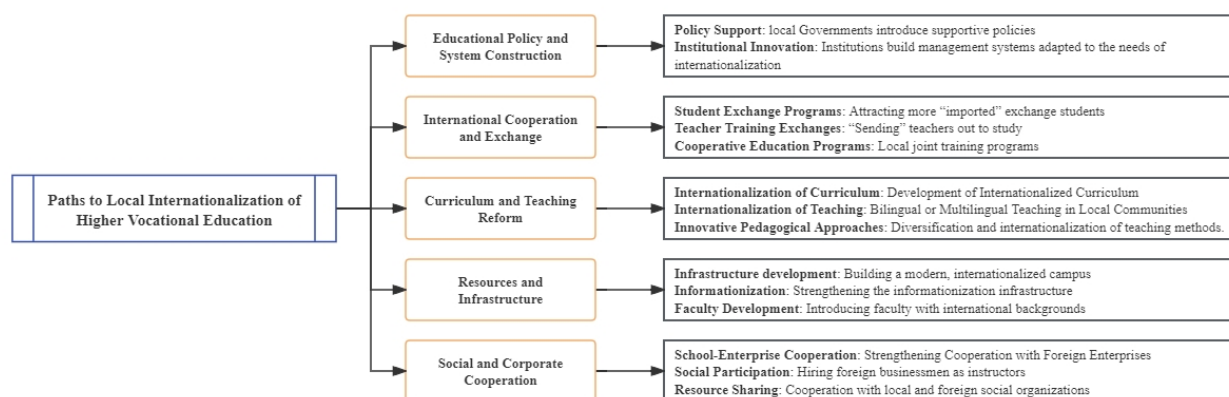 Paths to Local Internationalization of
Higher Vocational Education
Educational Policy and
System Construction
Policy Support: local Governments introduce supportive policies
Institutional Innovation: Institutions build management systems adapted to the needs of
internationalization
International Cooperation
and Exchange
Student Exchange Programs: Attracting more “imported” exchange students
Teacher Training Exchanges: “Sending” teachers out to study
Cooperative Education Programs: Local joint training programs
Curriculum and Teaching
Reform
Internationalization of Curriculum: Development of Internationalized Curriculum
Internationalization of Teaching: Bilingual or Multilingual Teaching in Local Communities
Innovative Pedagogical Approaches: Diversification and internationalization of teaching methods.
Resources and
Infrastructure
Infrastructure development: Building a modern, internationalized campus
Informationization: Strengthening the informationization infrastructure
Faculty Development: Introducing faculty with international backgrounds
Social and Corporate
Cooperation
School-Enterprise Cooperation: Strengthening Cooperation with Foreign Enterprises
Social Participation: Hiring foreign businessmen as instructors
Resource Sharing: Cooperation with local and foreign social organizations